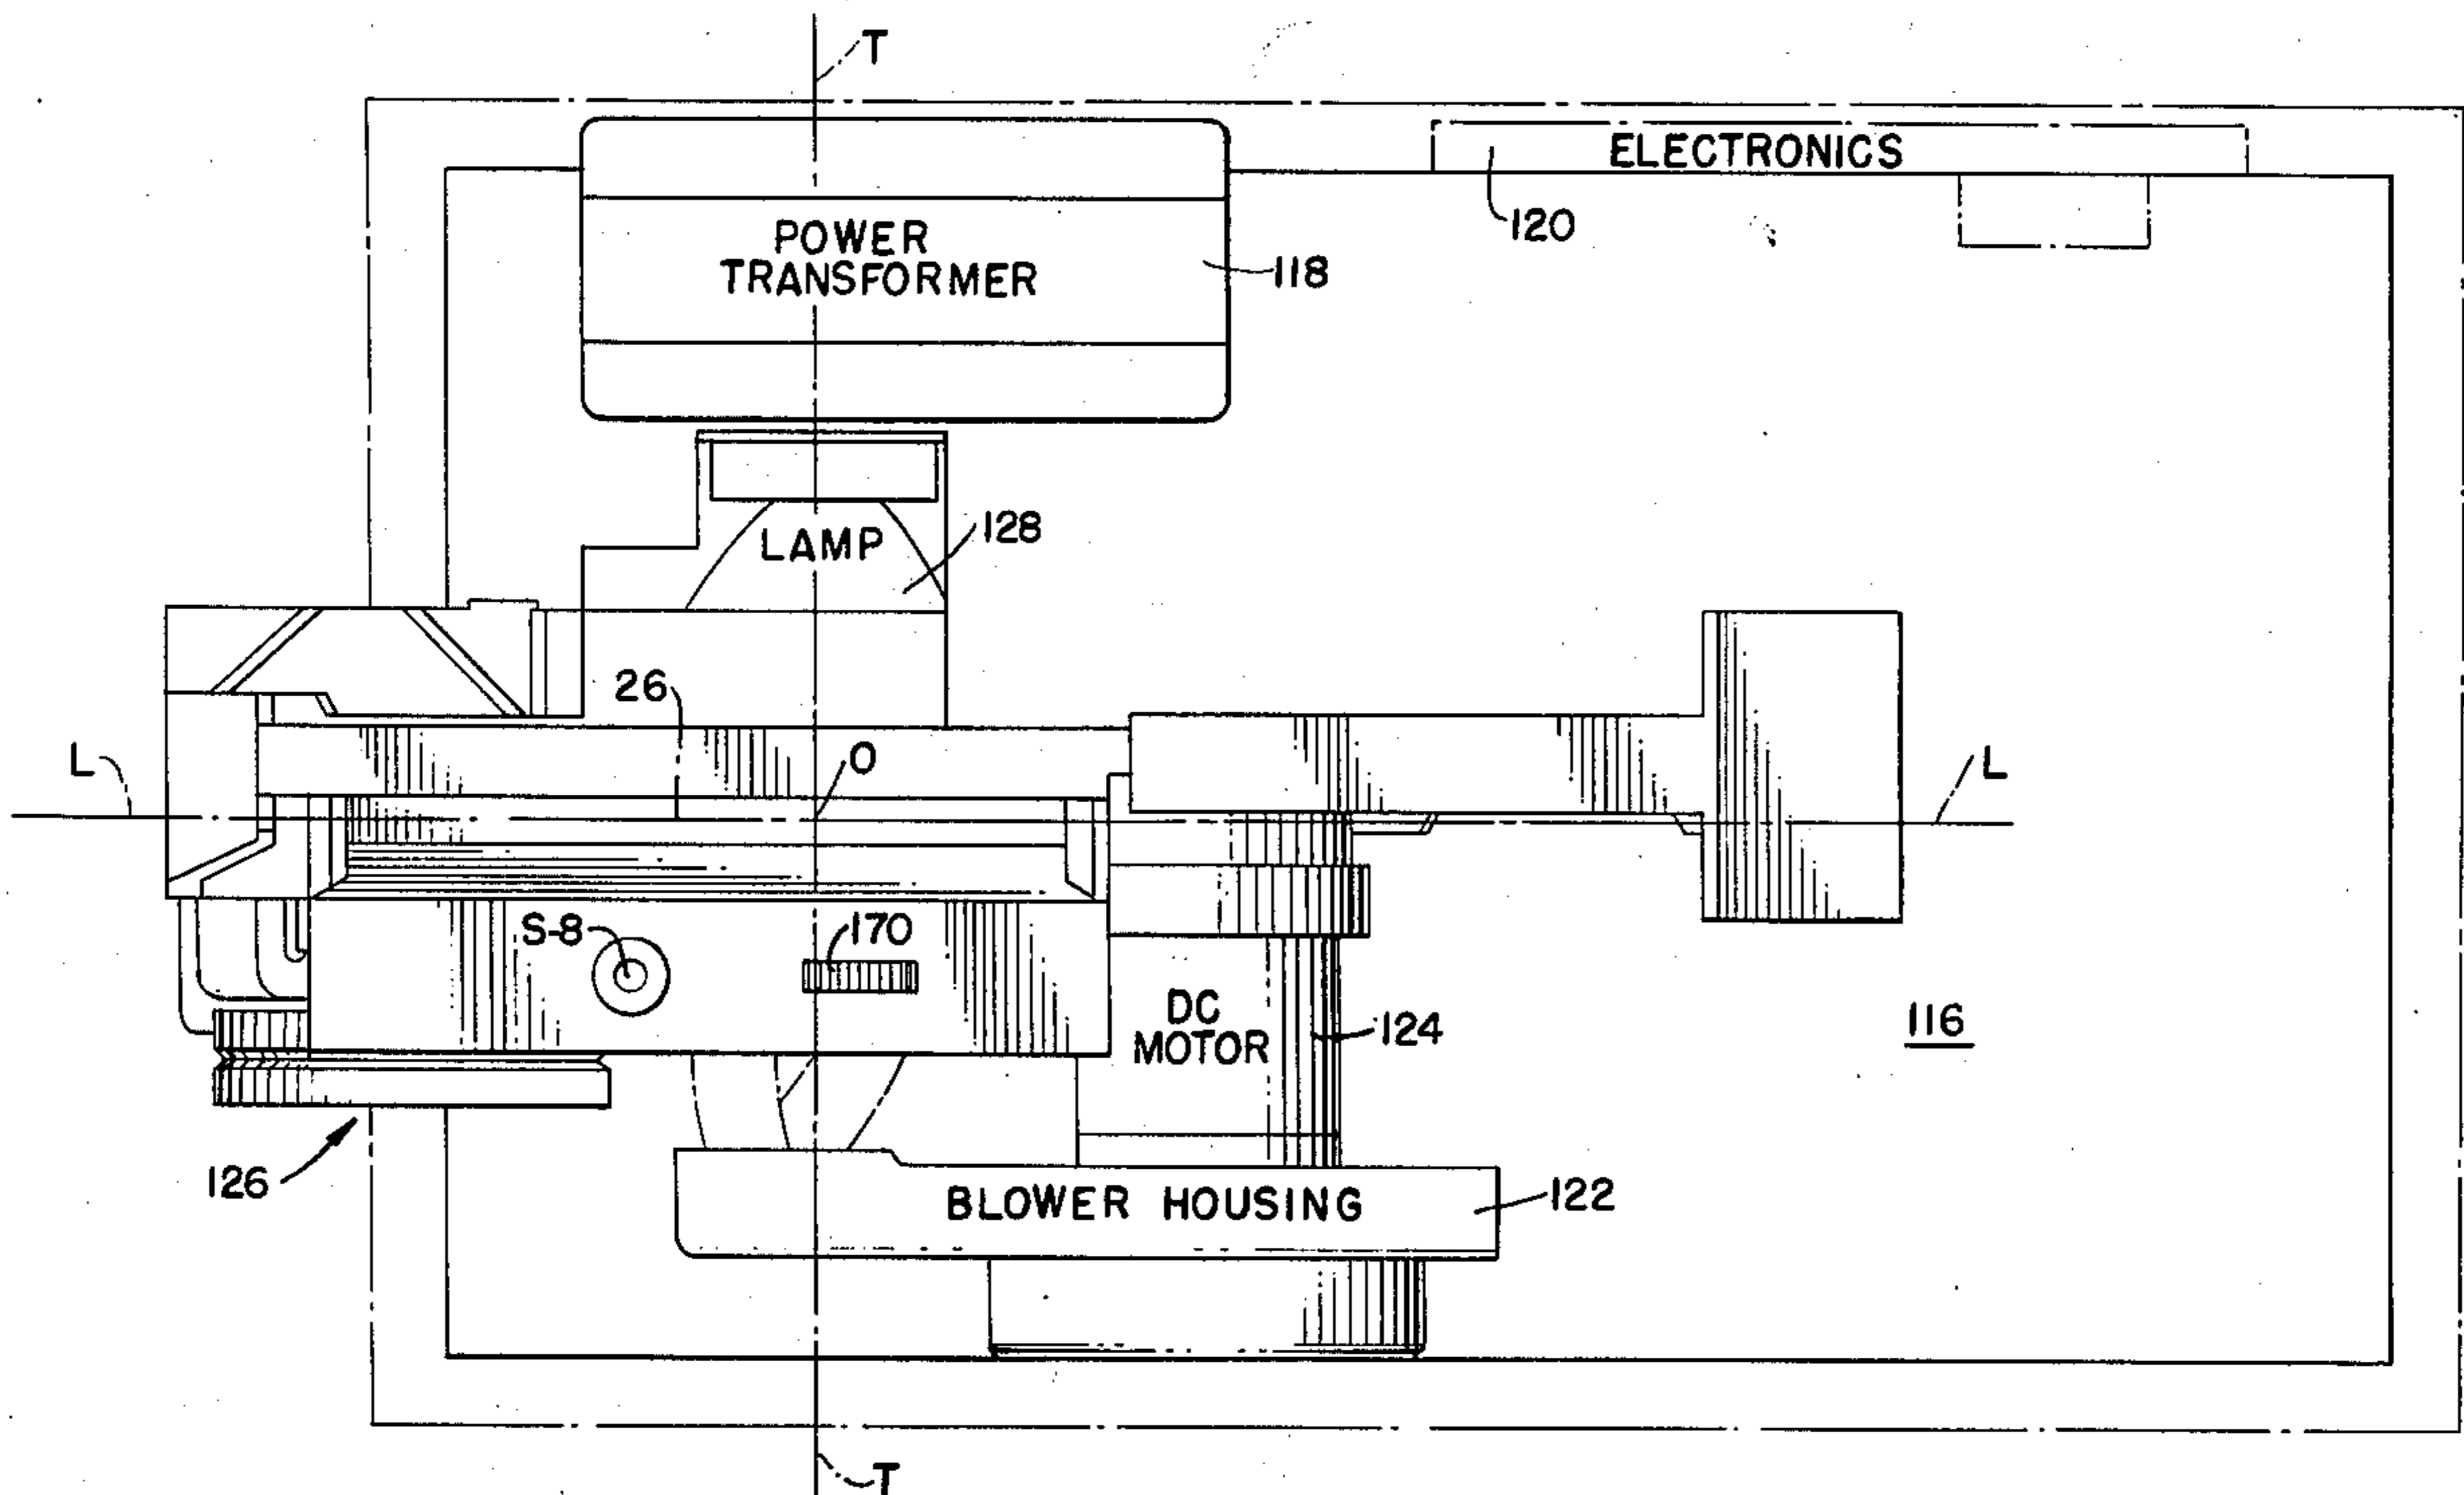 T
ELECTRONICS
120
POWER
TRANSFORMER
118
LAMP
128
26
O
L
L
S-8
170
DC
MOTOR
124
116
126
BLOWER HOUSING
122
T